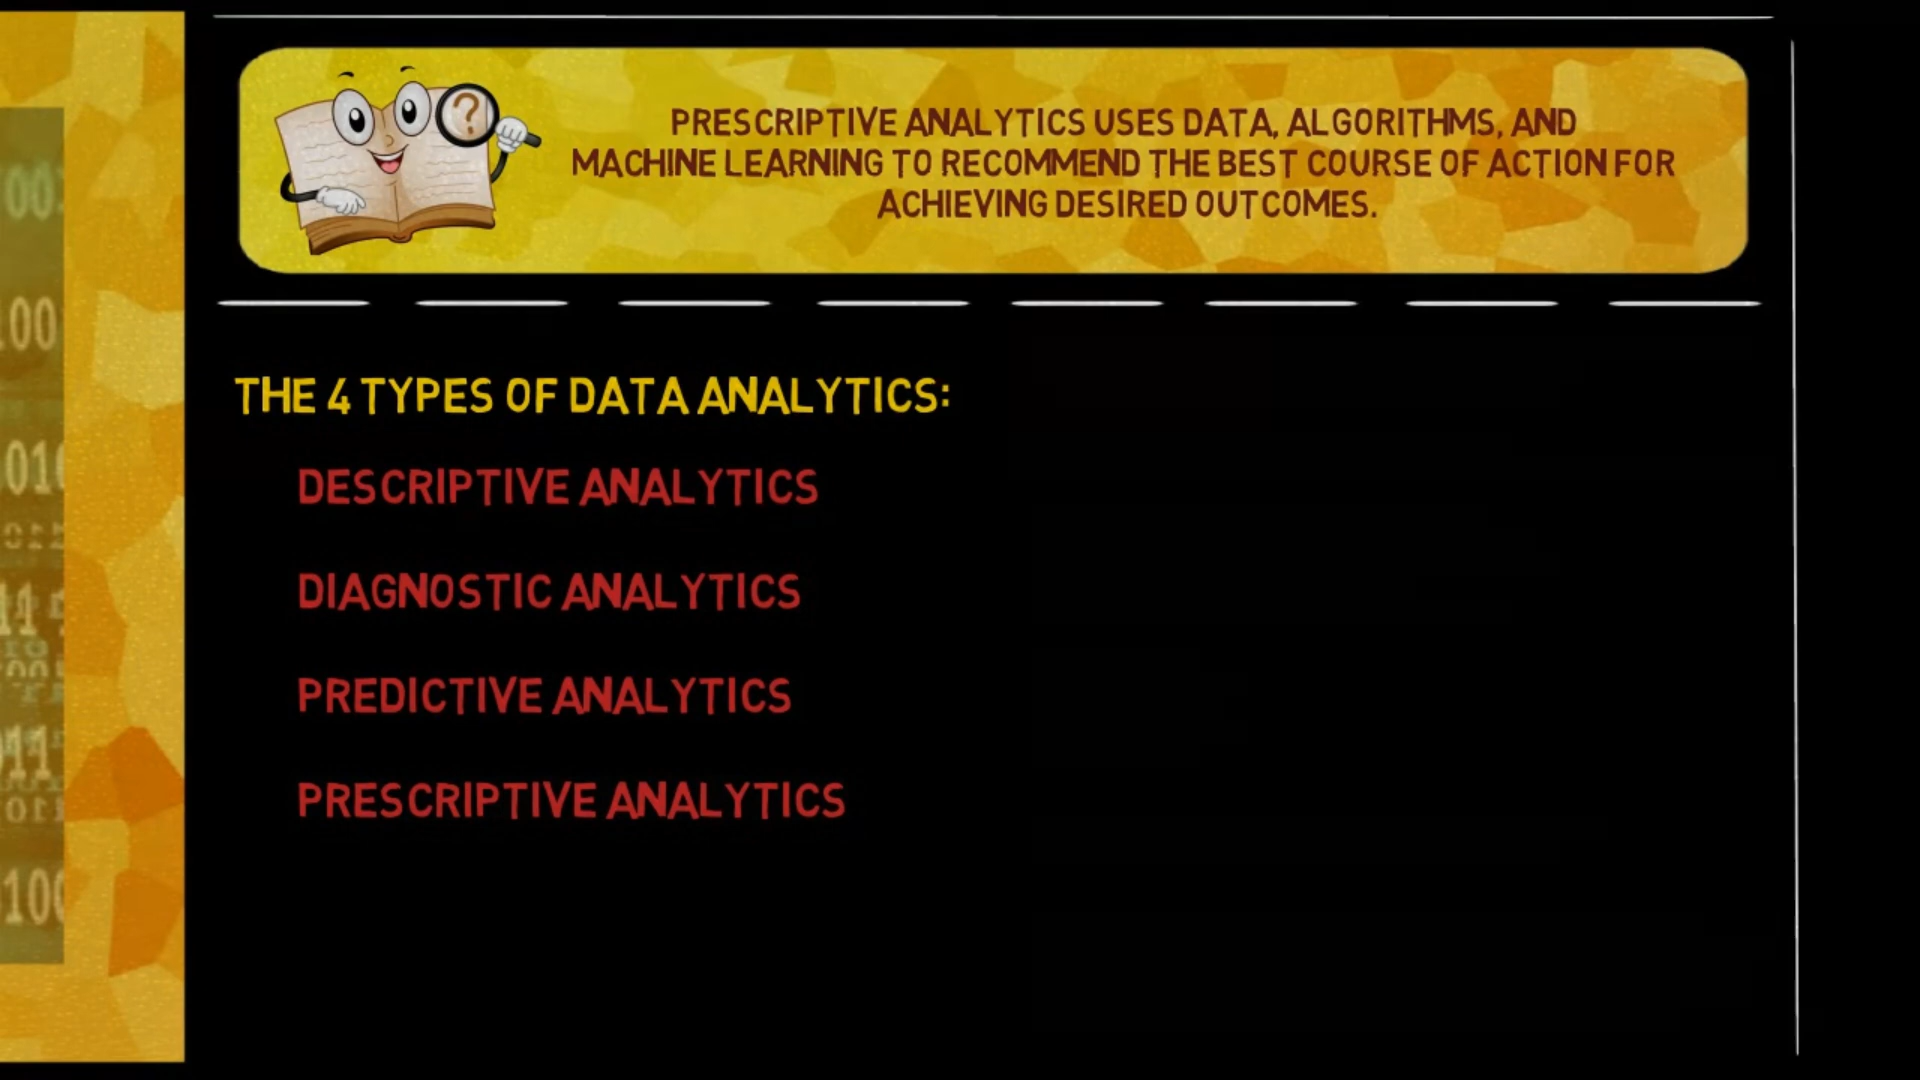 PRESCRIPTIVE ANALYTICS USES DATA, ALGORITHMS, AND
MACHINE LEARNING TO RECOMMEND THE BEST COURSE OF ACTION FOR
ACHIEVING DESIRED OUTCOMES.
THE 4 TYPES OF DATA ANALYTICS:
DESCRIPTIVE ANALYTICS
DIAGNOSTIC ANALYTICS
PREDICTIVE ANALYTICS
PRESCRIPTIVE ANALYTICS